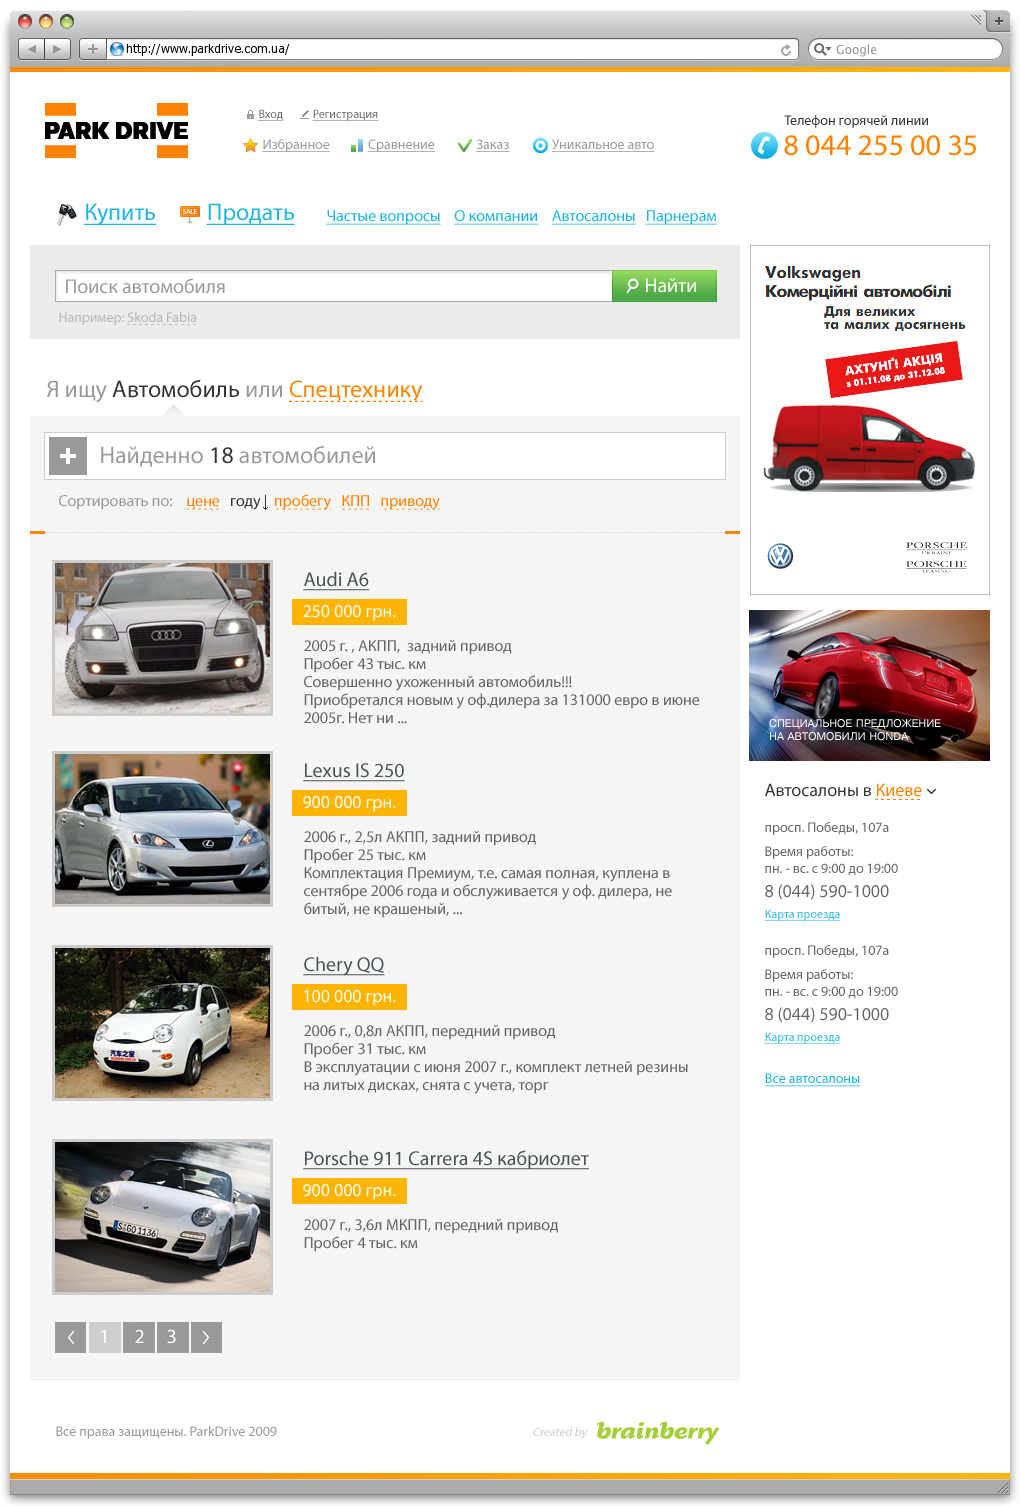 http://www.parkdrive.com.ua/
Google
PARK DRIVE
Вход
Регистрация
Избранное
Сравнение
Заказ
Уникальное авто
Телефон горячей линии
8 044 255 00 35
Купить
SALE
Продать
Частые вопросы
О компании
Автосалоны
Парнерам
Поиск автомобиля
Найти
Например: Skoda Fabia
Я ищу Автомобиль или Спецтехнику
Найденно 18 автомобилей
Сортировать по: цене году пробегу КПП приводу
Audi A6
250 000 грн.
2005 г. , АКПП, задний привод
Пробег 43 тыс. км
Совершенно ухоженный автомобиль!!!
Приобретался новым у оф.дилера за 131000 евро в июне
2005г. Нет ни ...
Lexus IS 250
900 000 грн.
2006 г., 2,5л АКПП, задний привод
Пробег 25 тыс. км
Комплектация Премиум, т.е. самая полная, куплена в
сентябре 2006 года и обслуживается у оф. дилера, не
битый, не крашеный, ...
汽车之家
Chery QQ
100 000 грн.
2006 г., 0,8л АКПП, передний привод
Пробег 31 тыс. км
В эксплуатации с июня 2007 г., комплект летней резины
на литых дисках, снята с учета, торг
S GO 1136
Porsche 911 Carrera 4S кабриолет
900 000 грн.
2007 г., 3,6л МКПП, передний привод
Пробег 4 тыс. км
1
2
3
Volkswagen
Комерційні автомобілі
Для великих
та малих досягнень
АХТУНГ! АКЦІЯ
з 01.11.08 до 31.12.08
PORSCHE
UKRAINE
PORSCHE
LEASING
СПЕЦИАЛЬНОЕ ПРЕДЛОЖЕНИЕ
НА АВТОМОБИЛИ HONDA
Автосалоны в Киеве
просп. Победы, 107а
Время работы:
пн. - вс. с 9:00 до 19:00
8 (044) 590-1000
Карта проезда
просп. Победы, 107а
Время работы:
пн. - вс. с 9:00 до 19:00
8 (044) 590-1000
Карта проезда
Все автосалоны
Все права защищены. ParkDrive 2009
Created by brainberry